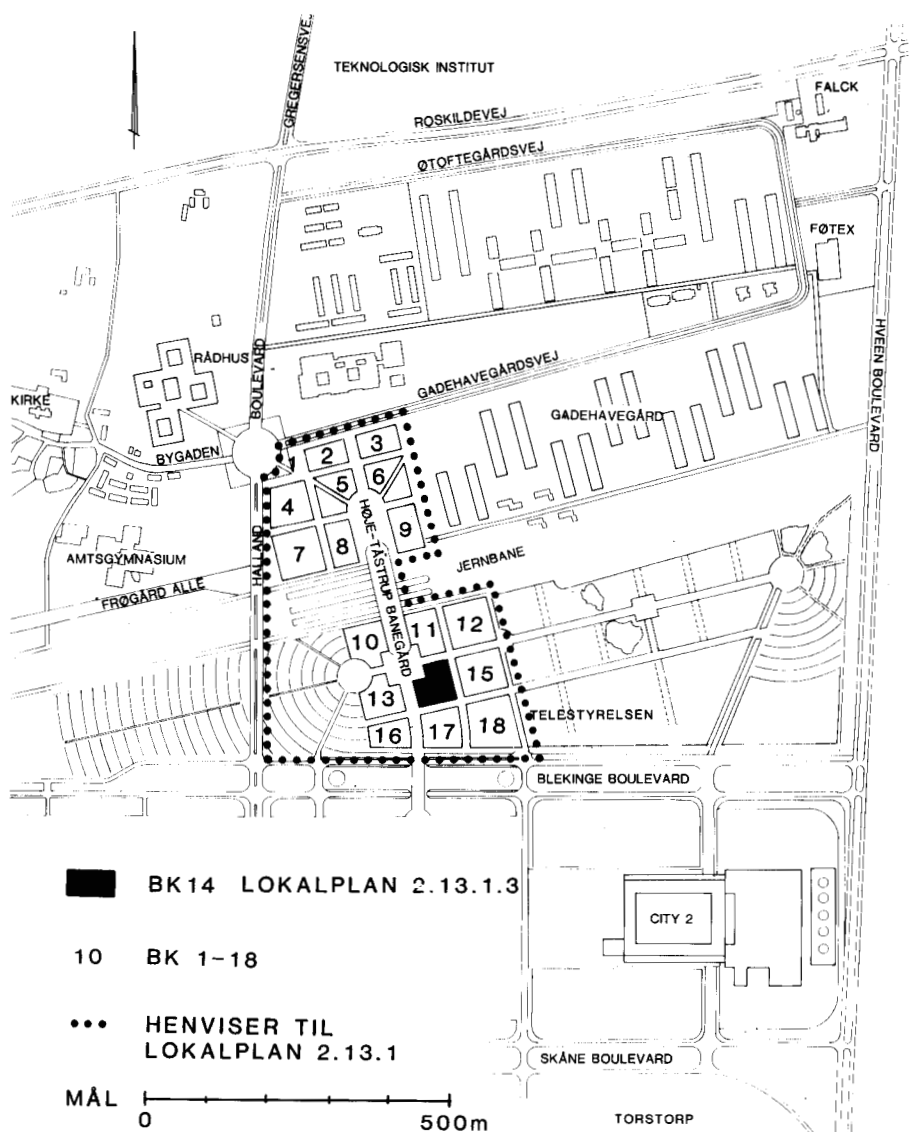 TEKNOLOGISK INSTITUT
GREGERSENSVEJ
FALCK
ROSKILDEVEJ
ØTOFTEGÅRDSVEJ
FØTEX
HVEEN BOULEVARD
RÅDHUS
BOULEVARD
KIRKE
GADEHAVEGÅRDSVEJ
GADEHAVEGÅRD
BYGADEN
1
2
3
4
5
6
7
8
9
HØJE-TÅSTRUP BANEGÅRD
AMTSGYMNASIUM
HALLAND
JERNBANE
FRØGÅRD ALLE
10
11
12
13
15
16
17
18
TELESTYRELSEN
BLEKINGE BOULEVARD
BK14 LOKALPLAN 2.13.1.3
CITY 2
10 BK 1-18
HENVISER TIL
LOKALPLAN 2.13.1
SKÅNE BOULEVARD
MÅL
0 500m
TORSTORP